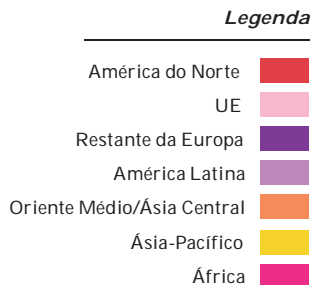 Legenda
América do Norte
UE
Restante da Europa
América Latina
Oriente Médio/Ásia Central
Ásia-Pacífico
África